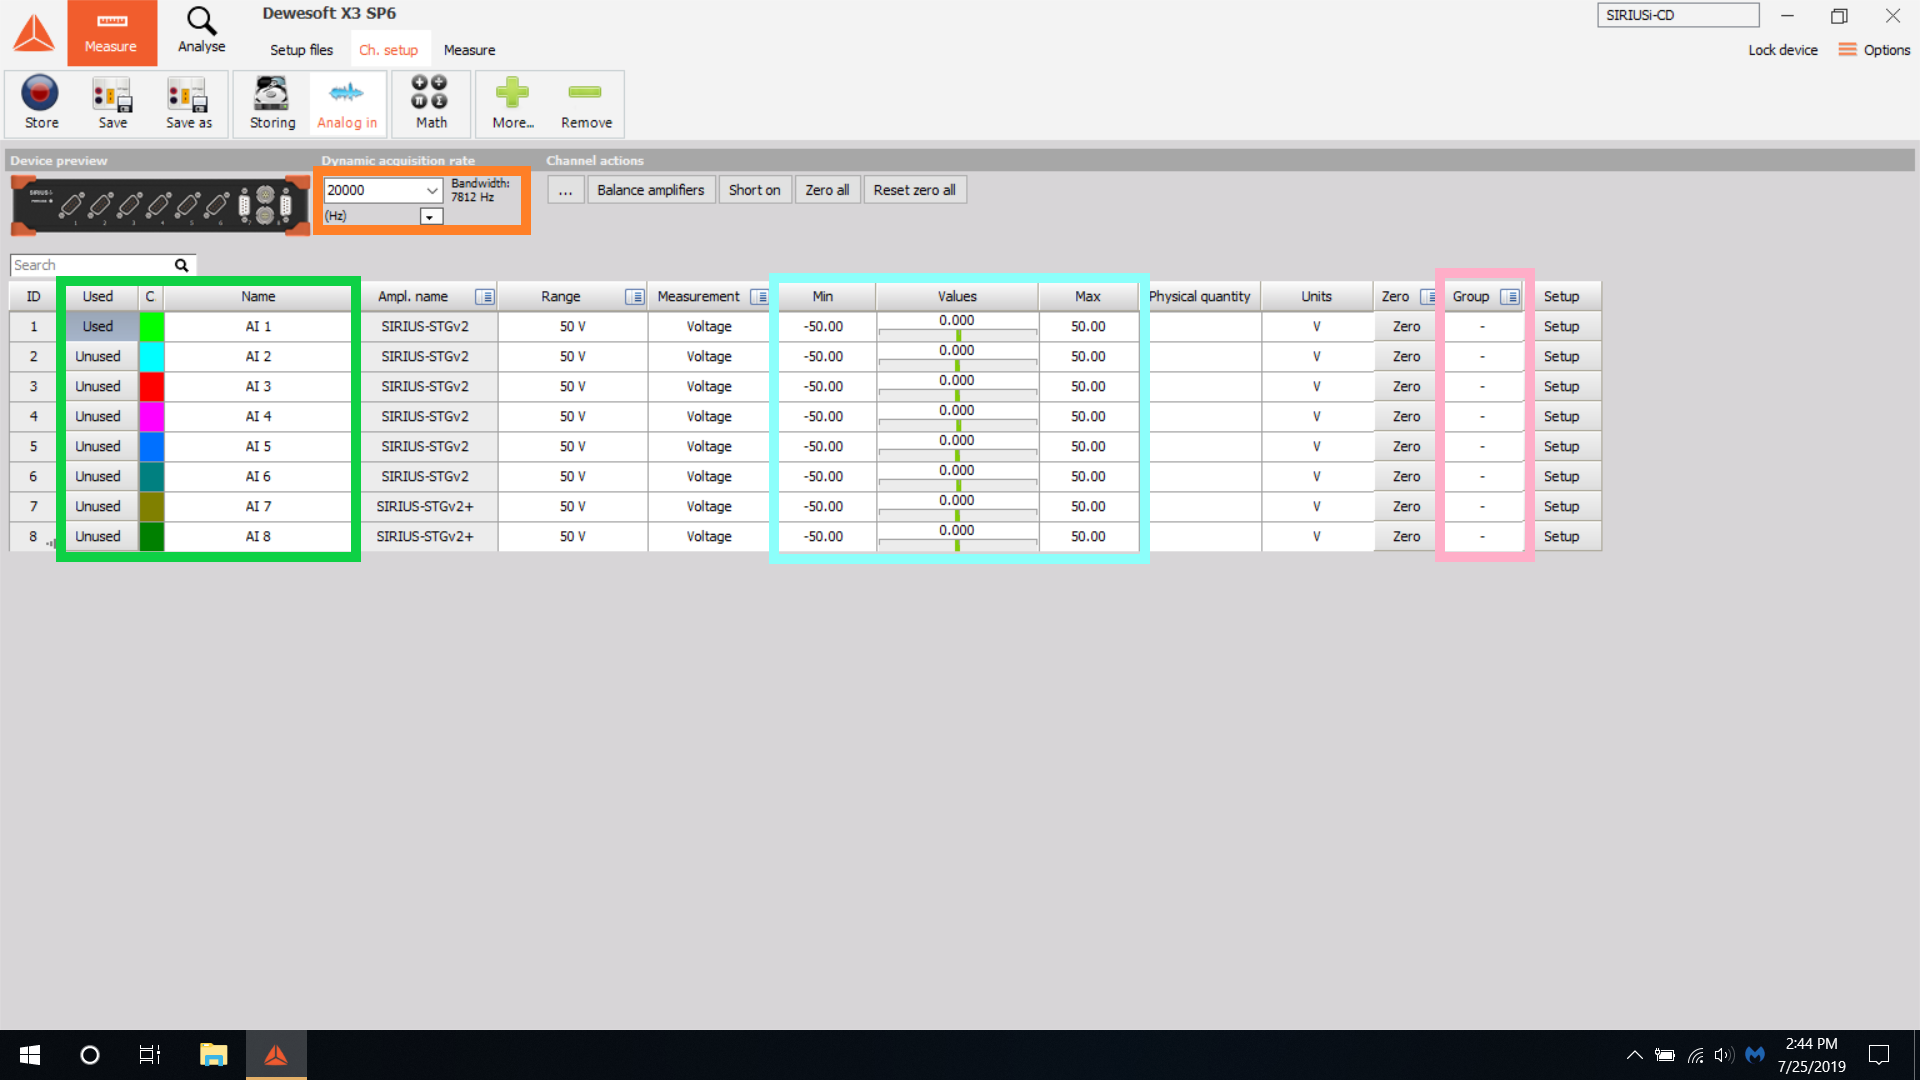 Dewesoft X3 SP6
SIRIUSi-CD
Measure
Analyse
Setup files
Ch. setup
Measure
Lock device
Options
Store
Save
Save as
Storing
Analog in
Math
More...
Remove
Device preview
Dynamic acquisition rate
Channel actions
20000
Bandwidth:
7812 Hz
(Hz)
...
Balance amplifiers
Short on
Zero all
Reset zero all
Search
ID Used C. Name Ampl. name Range Measurement Min Values Max Physical quantity Units Zero Group Setup
1 Used AI 1 SIRIUS-STGv2 50 V Voltage -50.00 0.000 50.00 V Zero - Setup
2 Unused AI 2 SIRIUS-STGv2 50 V Voltage -50.00 0.000 50.00 V Zero - Setup
3 Unused AI 3 SIRIUS-STGv2 50 V Voltage -50.00 0.000 50.00 V Zero - Setup
4 Unused AI 4 SIRIUS-STGv2 50 V Voltage -50.00 0.000 50.00 V Zero - Setup
5 Unused AI 5 SIRIUS-STGv2 50 V Voltage -50.00 0.000 50.00 V Zero - Setup
6 Unused AI 6 SIRIUS-STGv2 50 V Voltage -50.00 0.000 50.00 V Zero - Setup
7 Unused AI 7 SIRIUS-STGv2+ 50 V Voltage -50.00 0.000 50.00 V Zero - Setup
8 Unused AI 8 SIRIUS-STGv2+ 50 V Voltage -50.00 0.000 50.00 V Zero - Setup
2:44 PM
7/25/2019